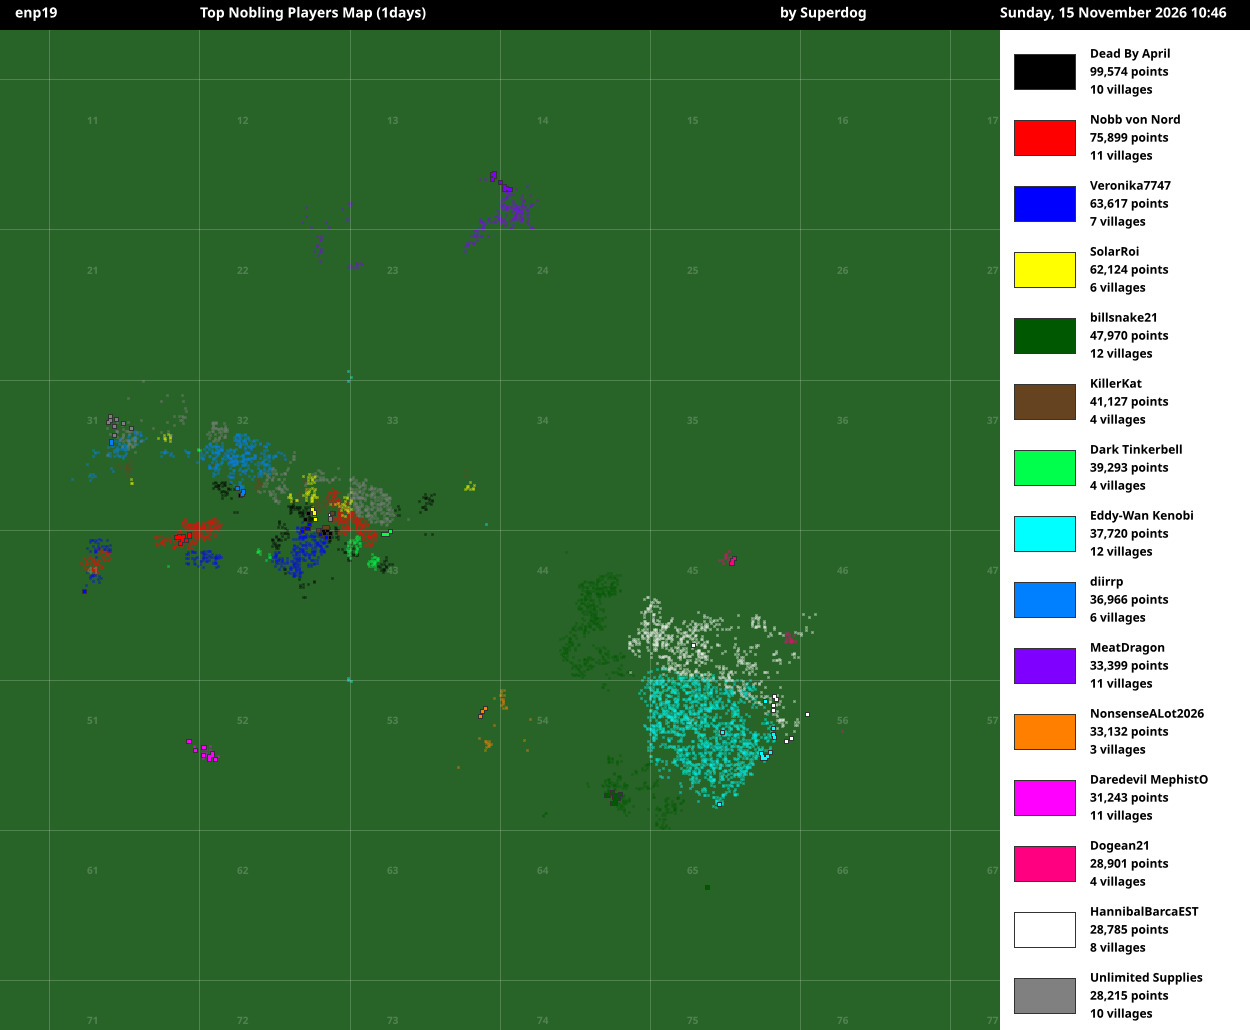 enp19 Top Nobling Players Map (1days) by Superdog Sunday, 15 November 2026 10:46
Dead By April
99,574 points
10 villages
Nobb von Nord
75,899 points
11 villages
Veronika7747
63,617 points
7 villages
SolarRoi
62,124 points
6 villages
billsnake21
47,970 points
12 villages
KillerKat
41,127 points
4 villages
Dark Tinkerbell
39,293 points
4 villages
Eddy-Wan Kenobi
37,720 points
12 villages
diirrp
36,966 points
6 villages
MeatDragon
33,399 points
11 villages
NonsenseALot2026
33,132 points
3 villages
Daredevil MephistO
31,243 points
11 villages
Dogean21
28,901 points
4 villages
HannibalBarcaEST
28,785 points
8 villages
Unlimited Supplies
28,215 points
10 villages
11 12 13 14 15 16 17
21 22 23 24 25 26 27
31 32 33 34 35 36
41 42 43 44 45 46 47
51 52 53 54 56 57
61 62 63 64 65 66 67
71 72 73 74 75 76 77